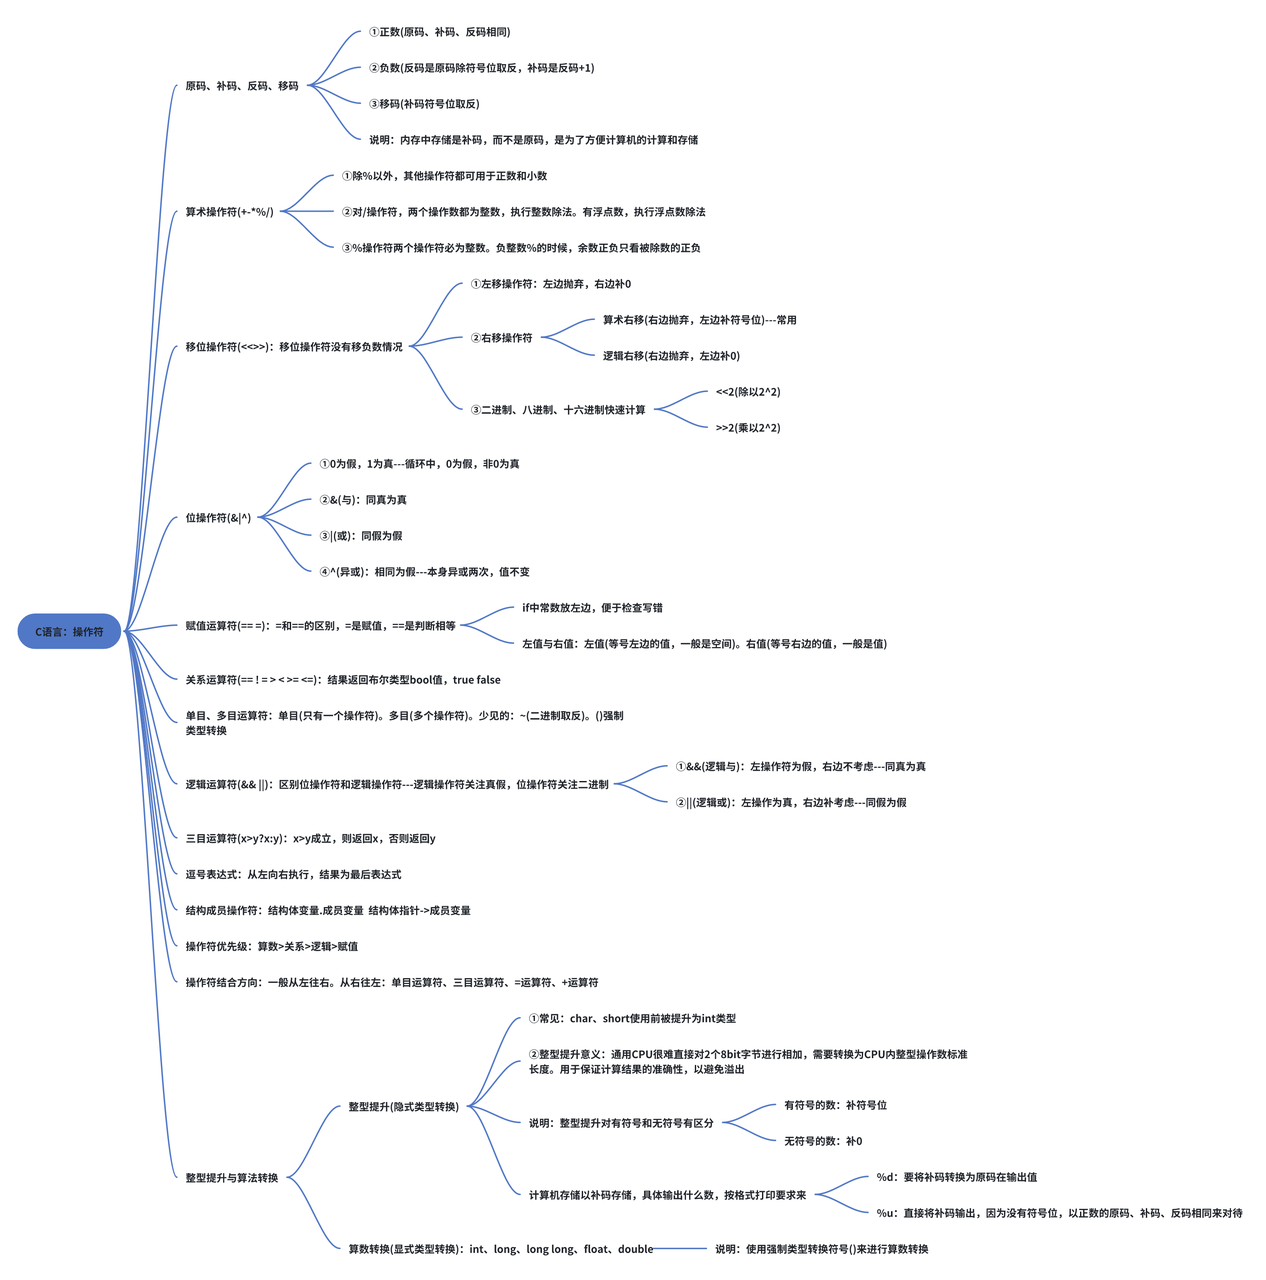 C语言：操作符
原码、补码、反码、移码
①正数(原码、补码、反码相同)
②负数(反码是原码除符号位取反，补码是反码+1)
③移码(补码符号位取反)
说明：内存中存储是补码，而不是原码，是为了方便计算机的计算和存储
算术操作符(+-*%/)
①除%以外，其他操作符都可用于正数和小数
②对/操作符，两个操作数都为整数，执行整数除法。有浮点数，执行浮点数除法
③%操作符两个操作符必为整数。负整数%的时候，余数正负只看被除数的正负
移位操作符(<<>>)：移位操作符没有移负数情况
①左移操作符：左边抛弃，右边补0
②右移操作符
算术右移(右边抛弃，左边补符号位)---常用
逻辑右移(右边抛弃，左边补0)
③二进制、八进制、十六进制快速计算
<<2(除以2^2)
>>2(乘以2^2)
位操作符(&|^)
①0为假，1为真---循环中，0为假，非0为真
②&(与)：同真为真
③|(或)：同假为假
④^(异或)：相同为假---本身异或两次，值不变
赋值运算符(== =)：=和==的区别，=是赋值，==是判断相等
if中常数放左边，便于检查写错
左值与右值：左值(等号左边的值，一般是空间)。右值(等号右边的值，一般是值)
关系运算符(== ! = > < >= <=)：结果返回布尔类型bool值，true false
单目、多目运算符：单目(只有一个操作符)。多目(多个操作符)。少见的：~(二进制取反)。()强制
类型转换
逻辑运算符(&& ||)：区别位操作符和逻辑操作符---逻辑操作符关注真假，位操作符关注二进制
①&&(逻辑与)：左操作符为假，右边不考虑---同真为真
②||(逻辑或)：左操作为真，右边补考虑---同假为假
三目运算符(x>y?x:y)：x>y成立，则返回x，否则返回y
逗号表达式：从左向右执行，结果为最后表达式
结构成员操作符：结构体变量.成员变量 结构体指针->成员变量
操作符优先级：算数>关系>逻辑>赋值
操作符结合方向：一般从左往右。从右往左：单目运算符、三目运算符、=运算符、+运算符
整型提升与算法转换
整型提升(隐式类型转换)
①常见：char、short使用前被提升为int类型
②整型提升意义：通用CPU很难直接对2个8bit字节进行相加，需要转换为CPU内整型操作数标准
长度。用于保证计算结果的准确性，以避免溢出
说明：整型提升对有符号和无符号有区分
有符号的数：补符号位
无符号的数：补0
计算机存储以补码存储，具体输出什么数，按格式打印要求来
%d：要将补码转换为原码在输出值
%u：直接将补码输出，因为没有符号位，以正数的原码、补码、反码相同来对待
算数转换(显式类型转换)：int、long、long long、float、double
说明：使用强制类型转换符号()来进行算数转换